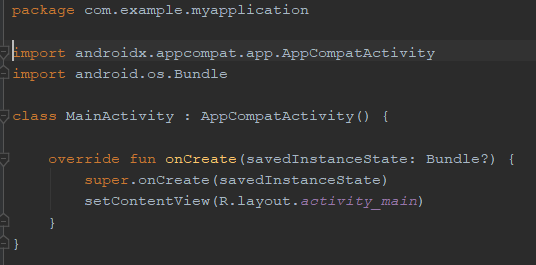 package com.example.myapplication
import androidx.appcompat.app.AppCompatActivity
import android.os.Bundle
class MainActivity : AppCompatActivity() {
override fun onCreate(savedInstanceState: Bundle?) {
super.onCreate(savedInstanceState)
setContentView(R.layout.activity_main)
}
}